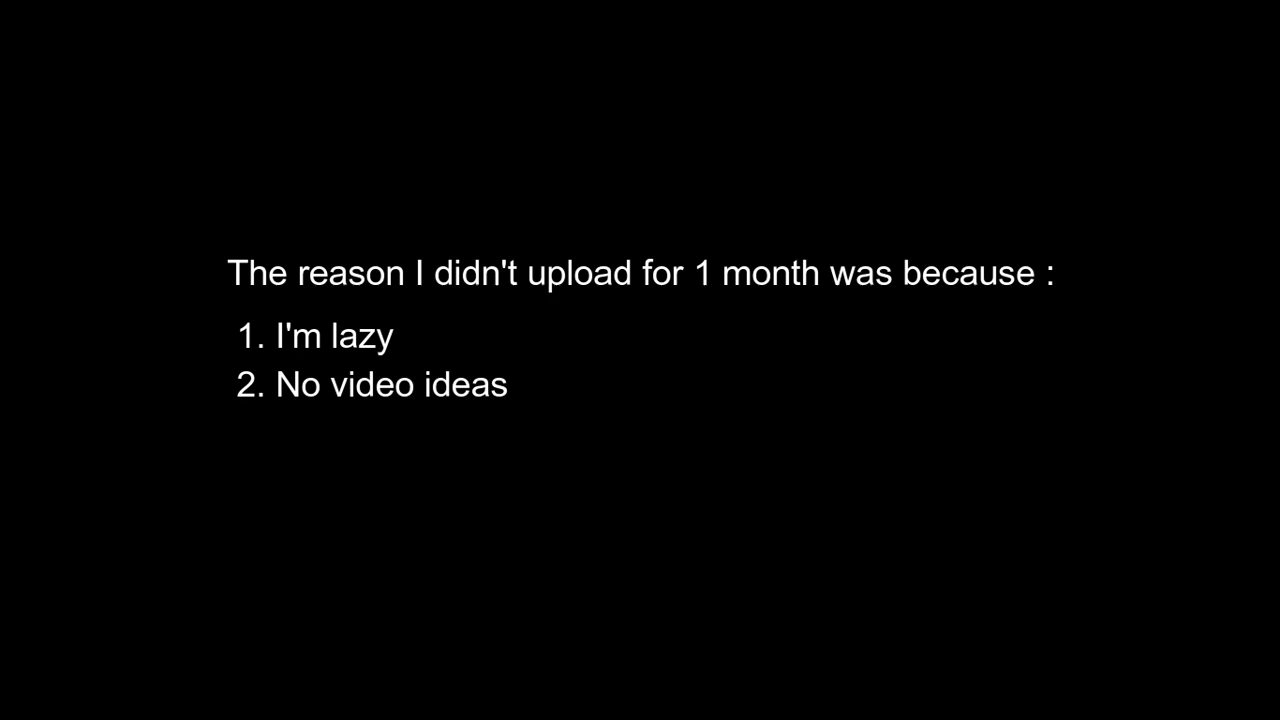 The reason I didn't upload for 1 month was because :
1. I'm lazy
2. No video ideas